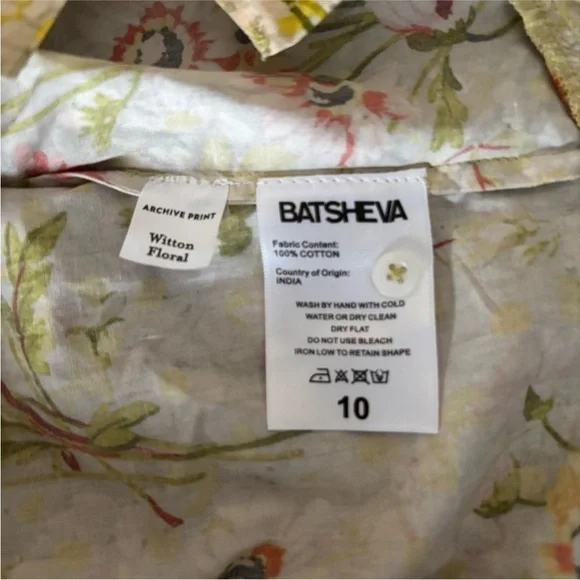 ARCHIVE PRINT
Witton
Floral
BATSHEVA
Fabric Content:
100% COTTON
Country of Origin:
INDIA
WASH BY HAND WITH COLD
WATER OR DRY CLEAN
DRY FLAT
DO NOT USE BLEACH
IRON LOW TO RETAIN SHAPE
10